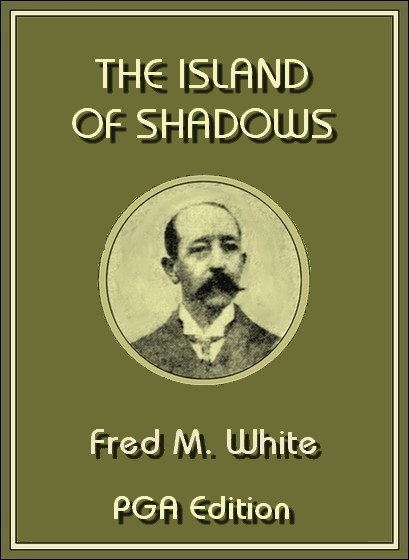 THE ISLAND
OF SHADOWS
Fred M. White
PGA Edition